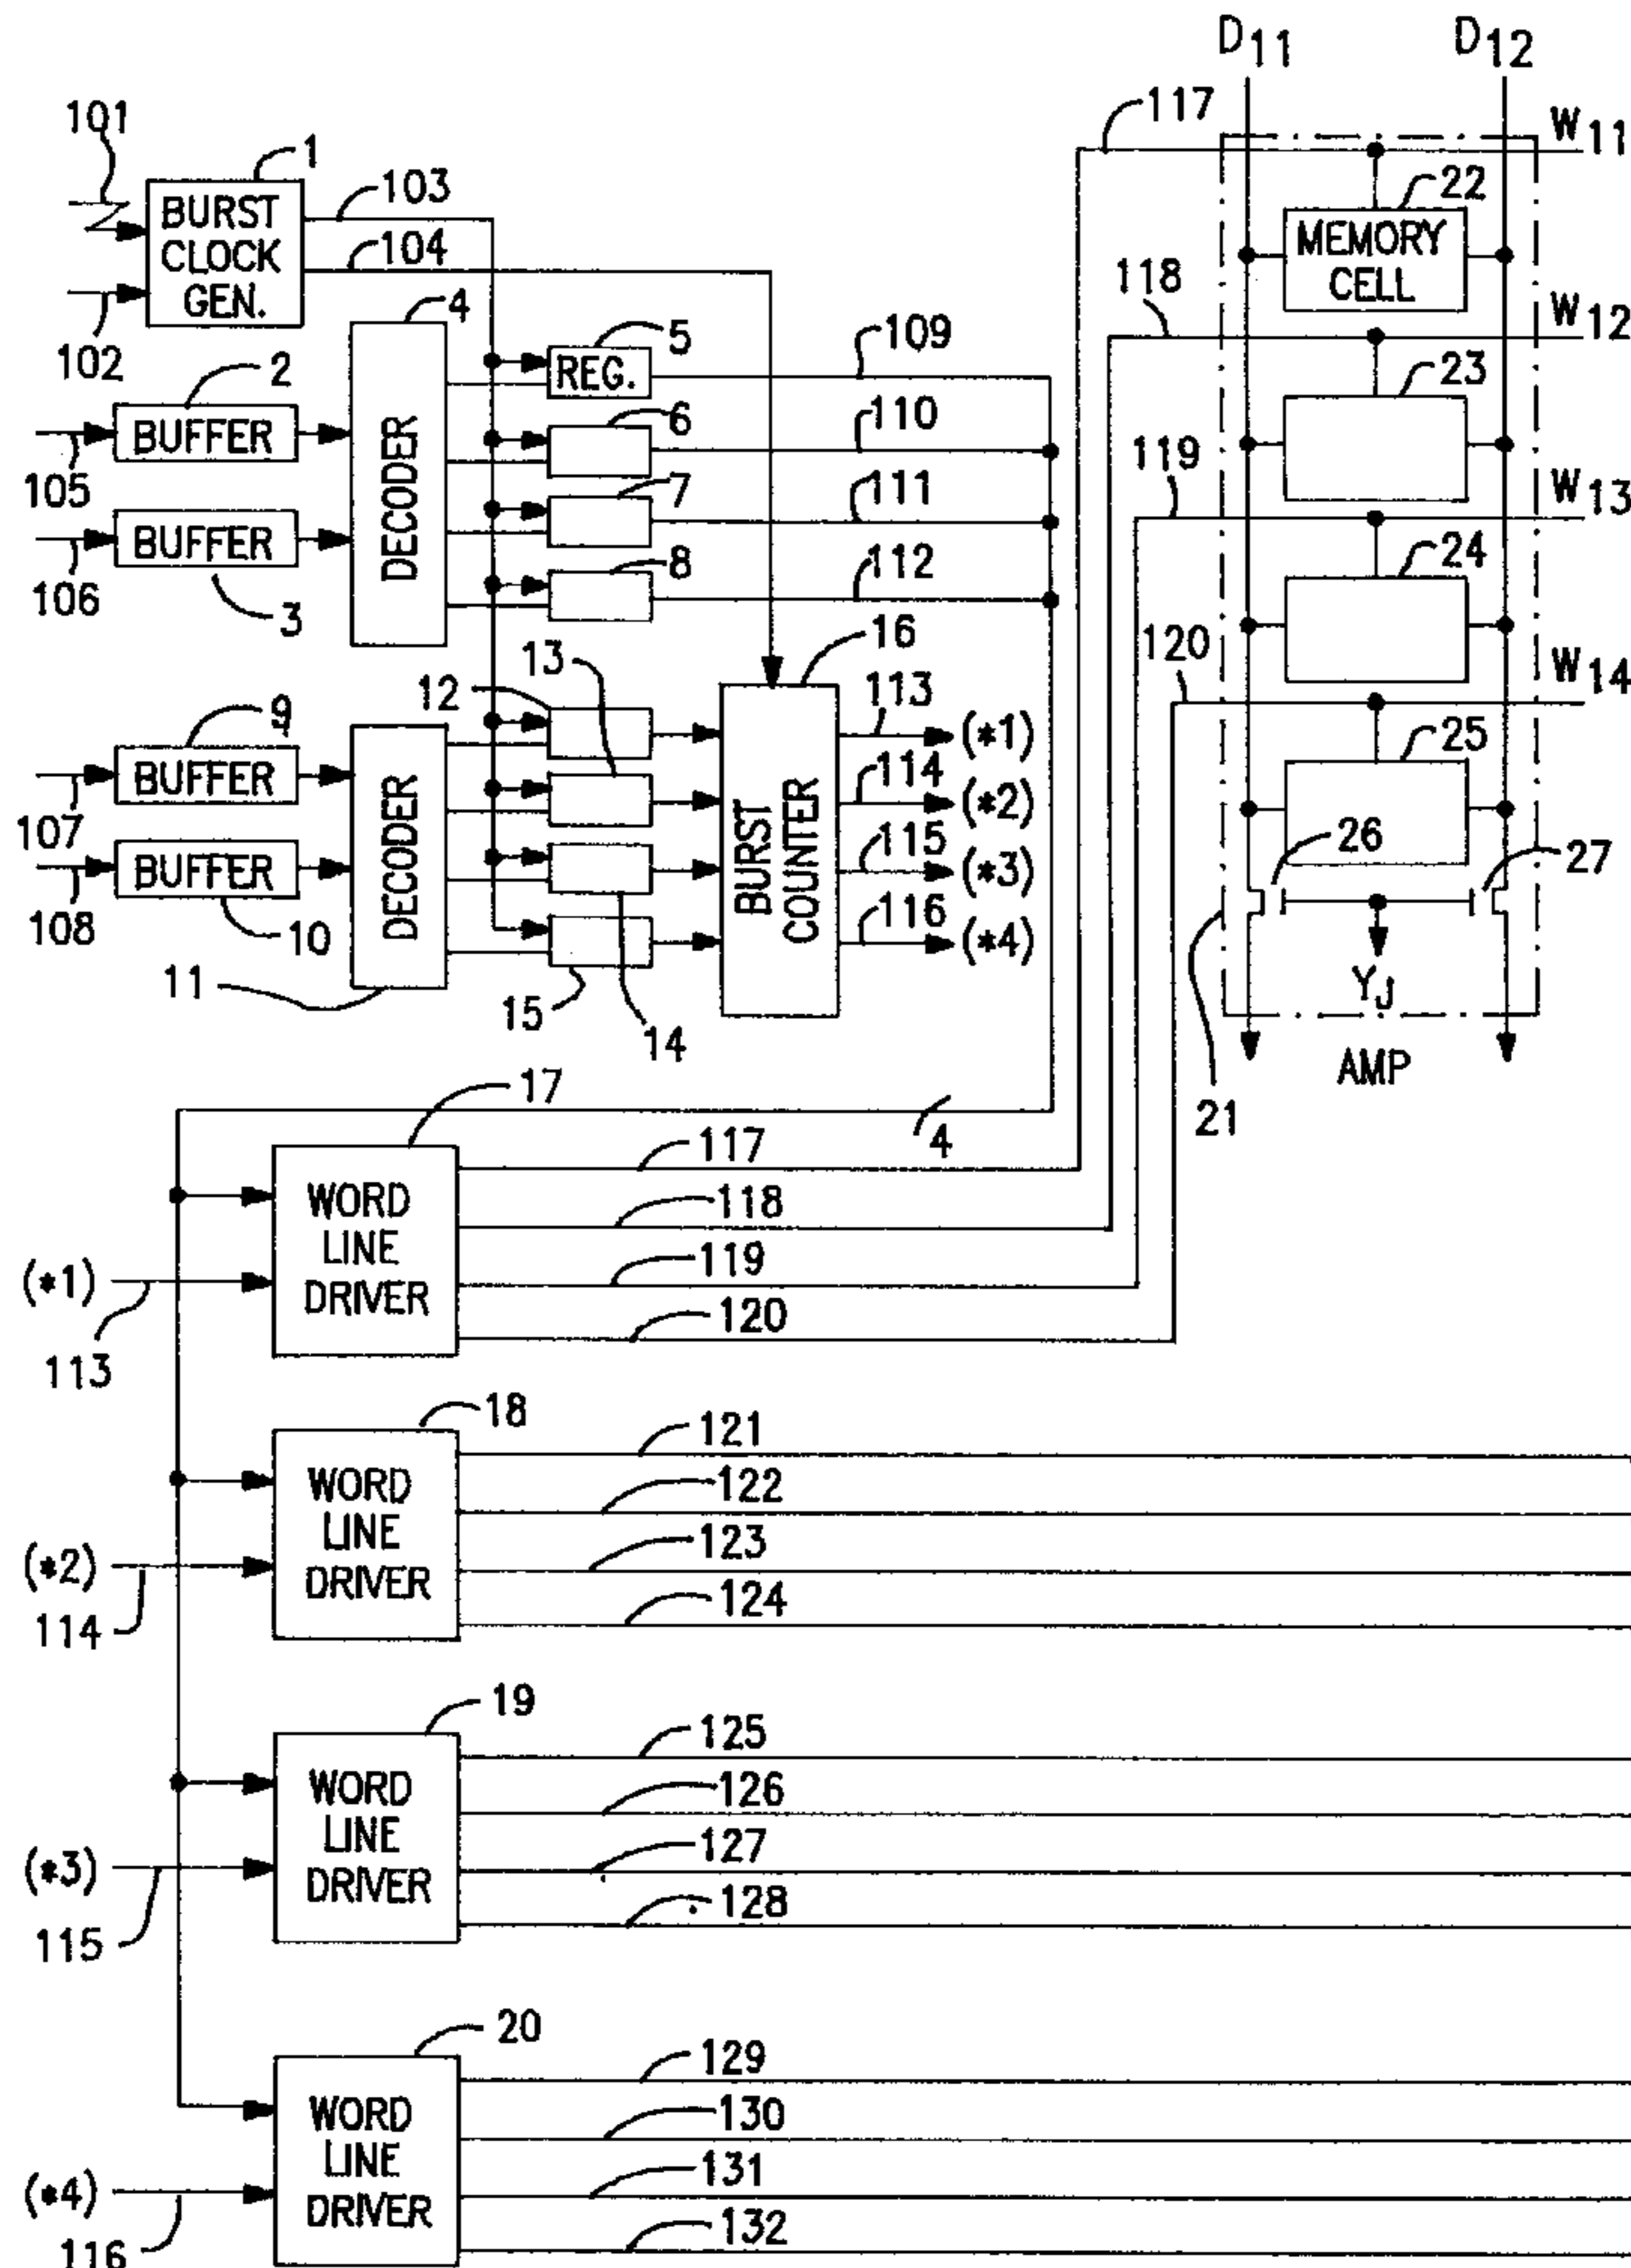 D11 D12
101
1
103
117
W11
BURST
CLOCK
GEN.
22
MEMORY
CELL
104
4
118
W12
102
2
5
109
REG.
BUFFER
6
110
23
105
DECODER
7
111
119
W13
BUFFER
8
112
24
106
3
16
120
W14
13
12
113
(*1)
9
25
BUFFER
114
(*2)
107
DECODER
BURST
COUNTER
115
(*3)
26
27
BUFFER
116
(*4)
108
10
YJ
11
15
14
AMP
21
17
4
117
WORD
LINE
DRIVER
118
119
(*1)
120
113
18
121
WORD
LINE
DRIVER
122
123
(*2)
124
114
19
125
WORD
LINE
DRIVER
126
127
(*3)
128
115
20
129
WORD
LINE
DRIVER
130
131
(*4)
132
116